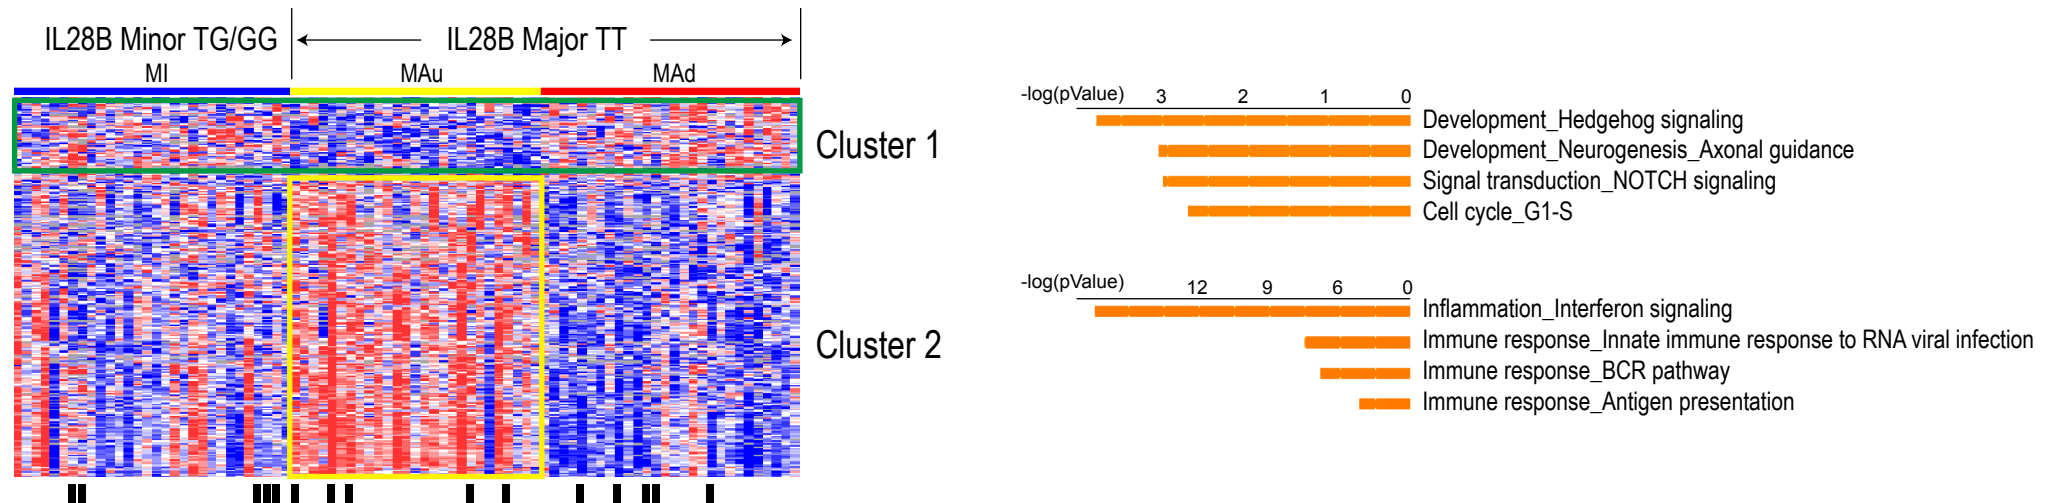 IL28B Minor TG/GG
IL28B Major TT
MI
MAu
MAd
Cluster 1
Cluster 2
-log(pValue) 3 2 1 0
Development_Hedgehog signaling
Development_Neurogenesis_Axonal guidance
Signal transduction_NOTCH signaling
Cell cycle_G1-S
-log(pValue) 12 9 6 0
Inflammation_Interferon signaling
Immune response_Innate immune response to RNA viral infection
Immune response_BCR pathway
Immune response_Antigen presentation